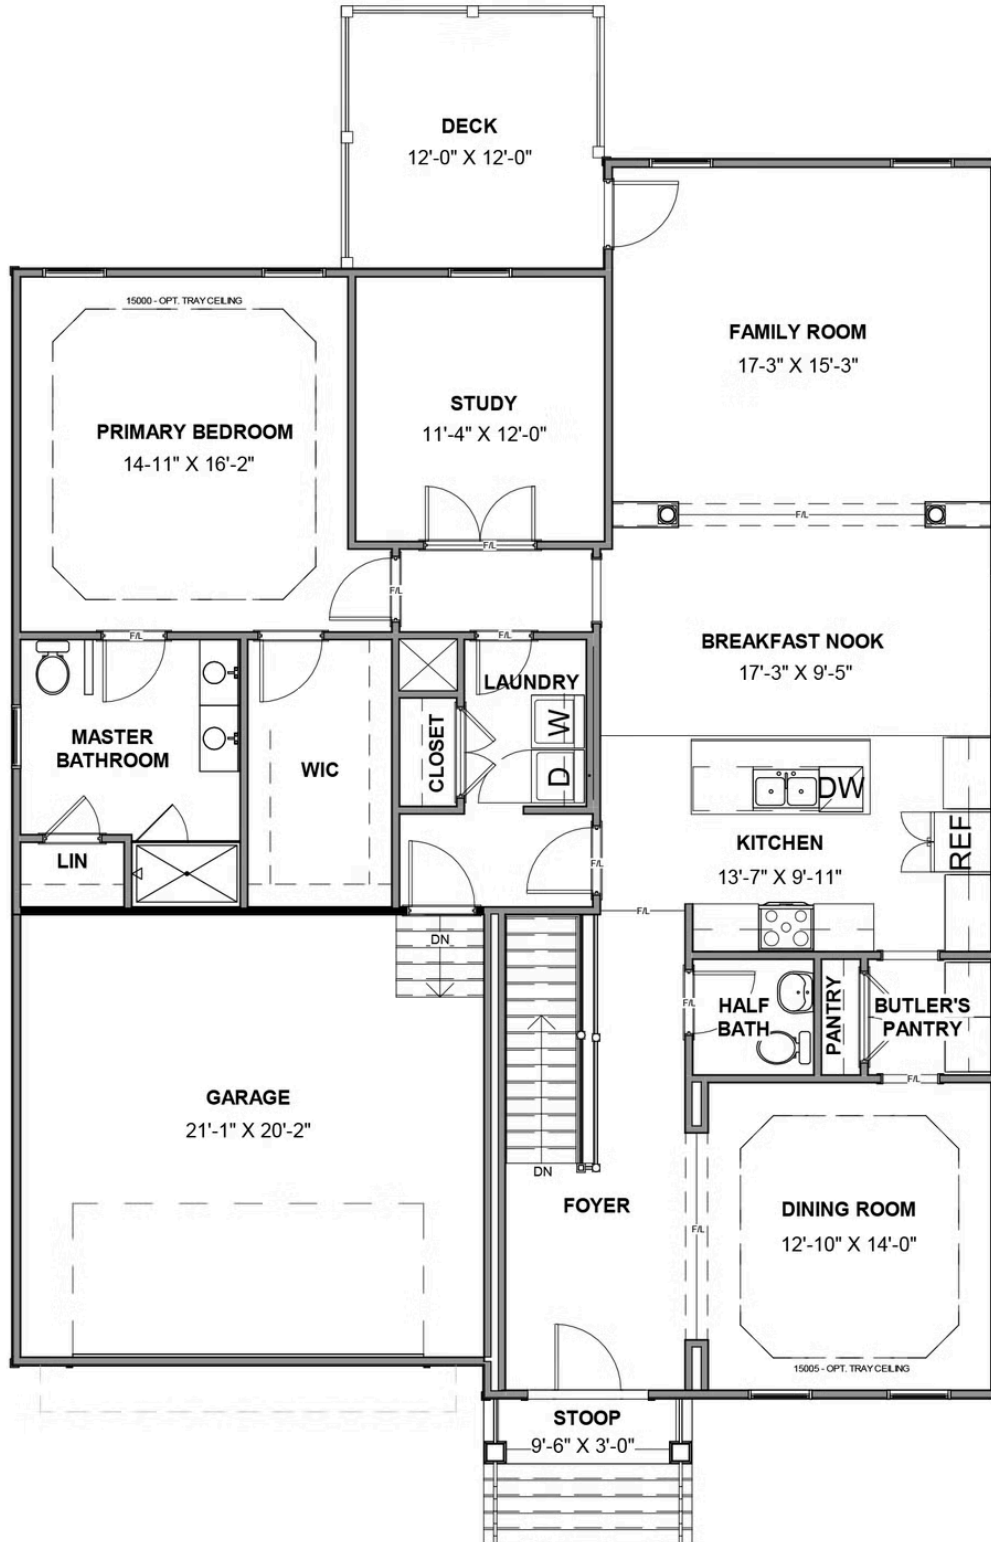 DECK
12'-0" X 12'-0"
FAMILY ROOM
17-3" X 15'-3"
15000 - OPT. TRAY CEILING
PRIMARY BEDROOM
14-11" X 16'-2"
STUDY
11'-4" X 12'-0"
F/L
F/L
F/L
F/L
F/L
BREAKFAST NOOK
17'-3" X 9'-5"
LAUNDRY
W
D
CLOSET
MASTER
BATHROOM
WIC
LIN
DW
KITCHEN
13'-7" X 9'-11"
REF
F/L
F/L
DN
HALF
BATH
F/L
PANTRY
BUTLER'S
PANTRY
F/L
GARAGE
21'-1" X 20'-2"
DN
FOYER
F/L
DINING ROOM
12'-10" X 14'-0"
15005 - OPT. TRAY CEILING
STOOP
9'-6" X 3'-0"